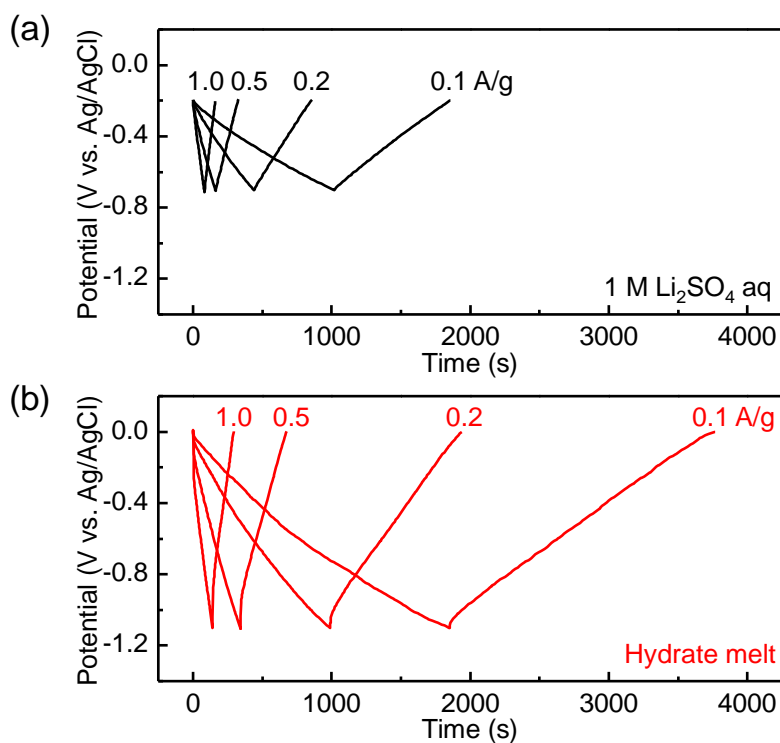 (a)
0.0
-0.4
-0.8
-1.2
Potential (V vs. Ag/AgCl)
1.0
0.5
0.2
0.1 A/g
1 M Li₂SO₄ aq
0
1000
2000
3000
4000
Time (s)
(b)
0.0
-0.4
-0.8
-1.2
Potential (V vs. Ag/AgCl)
1.0
0.5
0.2
0.1 A/g
Hydrate melt
0
1000
2000
3000
4000
Time (s)